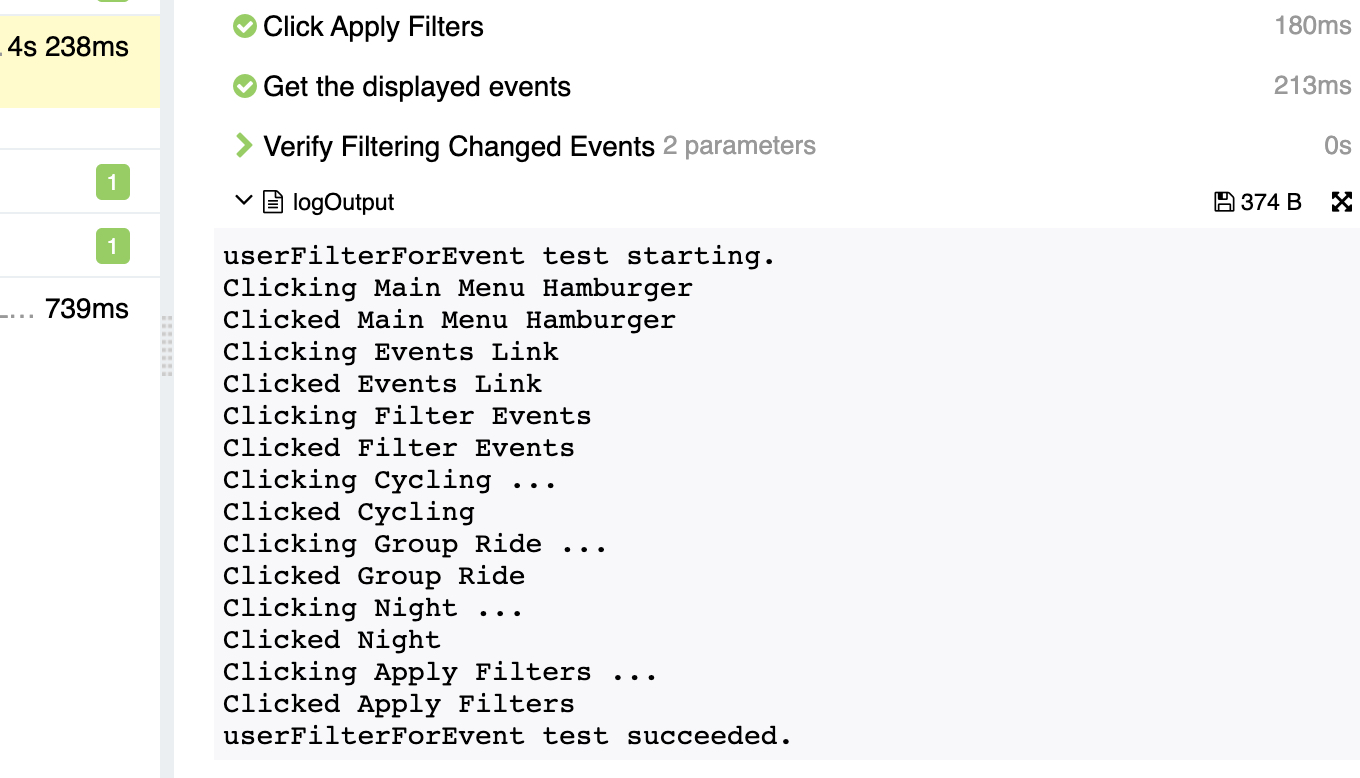 4s 238ms
1
1
... 739ms
Click Apply Filters 180ms
Get the displayed events 213ms
Verify Filtering Changed Events 2 parameters 0s
logOutput 374 B
userFilterForEvent test starting.
Clicking Main Menu Hamburger
Clicked Main Menu Hamburger
Clicking Events Link
Clicked Events Link
Clicking Filter Events
Clicked Filter Events
Clicking Cycling ...
Clicked Cycling
Clicking Group Ride ...
Clicked Group Ride
Clicking Night ...
Clicked Night
Clicking Apply Filters ...
Clicked Apply Filters
userFilterForEvent test succeeded.